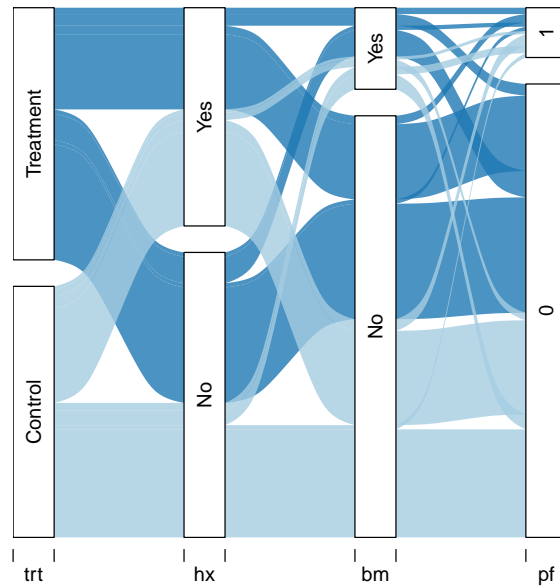 Treatment
Control
Yes
No
Yes
No
1
0
trt hx bm pf